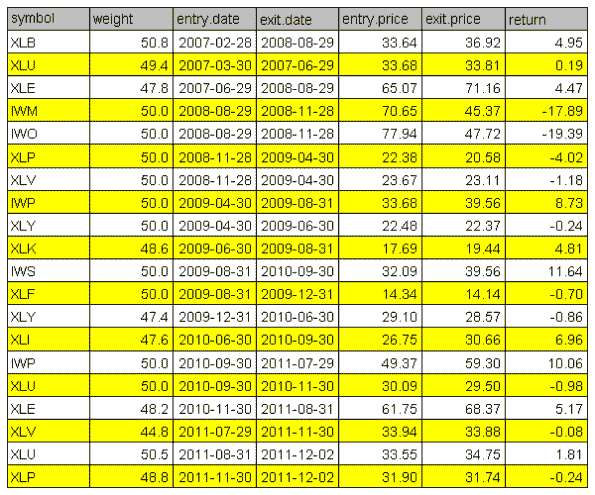 symbol weight entry.date exit.date entry.price exit.price return
XLB 50.8 2007-02-28 2008-08-29 33.64 36.92 4.95
XLU 49.4 2007-03-30 2007-06-29 33.68 33.81 0.19
XLE 47.8 2007-06-29 2008-08-29 65.07 71.16 4.47
IWM 50.0 2008-08-29 2008-11-28 70.65 45.37 -17.89
IWO 50.0 2008-08-29 2008-11-28 77.94 47.72 -19.39
XLP 50.0 2008-11-28 2009-04-30 22.38 20.58 -4.02
XLV 50.0 2008-11-28 2009-04-30 23.67 23.11 -1.18
IWP 50.0 2009-04-30 2009-08-31 33.68 39.56 8.73
XLY 50.0 2009-04-30 2009-06-30 22.48 22.37 -0.24
XLK 48.6 2009-06-30 2009-08-31 17.69 19.44 4.81
IWS 50.0 2009-08-31 2010-09-30 32.09 39.56 11.64
XLF 50.0 2009-08-31 2009-12-31 14.34 14.14 -0.70
XLY 47.4 2009-12-31 2010-06-30 29.10 28.57 -0.86
XLI 47.6 2010-06-30 2010-09-30 26.75 30.66 6.96
IWP 50.0 2010-09-30 2011-07-29 49.37 59.30 10.06
XLU 50.0 2010-09-30 2010-11-30 30.09 29.50 -0.98
XLE 48.2 2010-11-30 2011-08-31 61.75 68.37 5.17
XLV 44.8 2011-07-29 2011-11-30 33.94 33.88 -0.08
XLU 50.5 2011-08-31 2011-12-02 33.55 34.75 1.81
XLP 48.8 2011-11-30 2011-12-02 31.90 31.74 -0.24